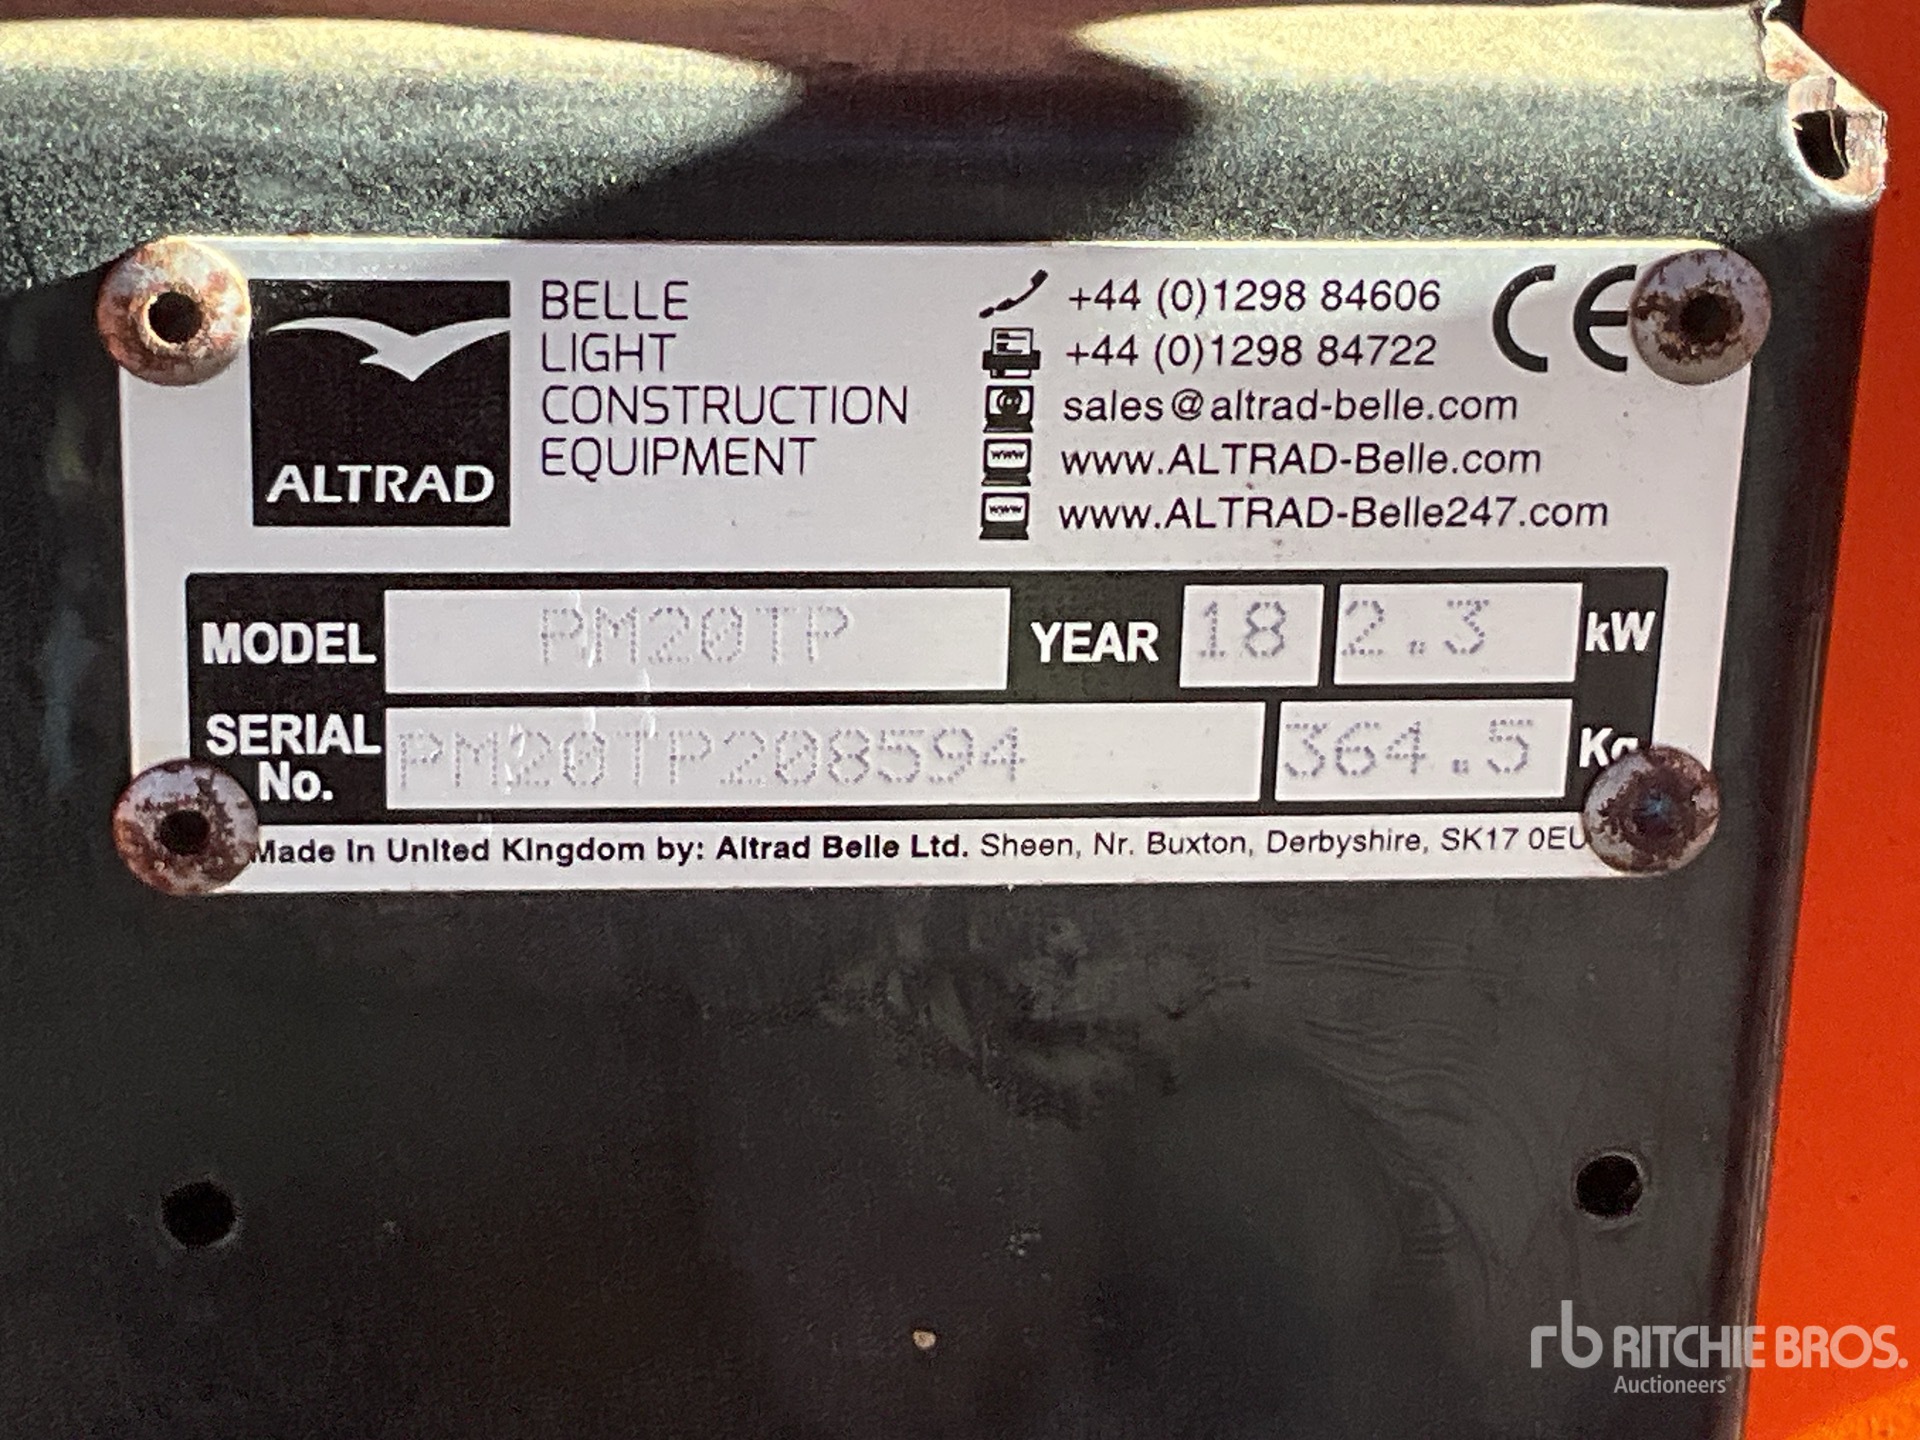 ALTRAD
BELLE
LIGHT
CONSTRUCTION
EQUIPMENT
+44 (0)1298 84606
+44 (0)1298 84722
sales@altrad-belle.com
www.ALTRAD-Belle.com
www.ALTRAD-Belle247.com
CE
MODEL PM20TP YEAR 18 2.3 kW
SERIAL No. PM20TP208594 364.5 Kg
Made In United Kingdom by: Altrad Belle Ltd. Sheen, Nr. Buxton, Derbyshire, SK17 0EU
rb RITCHIE BROS.
Auctioneers